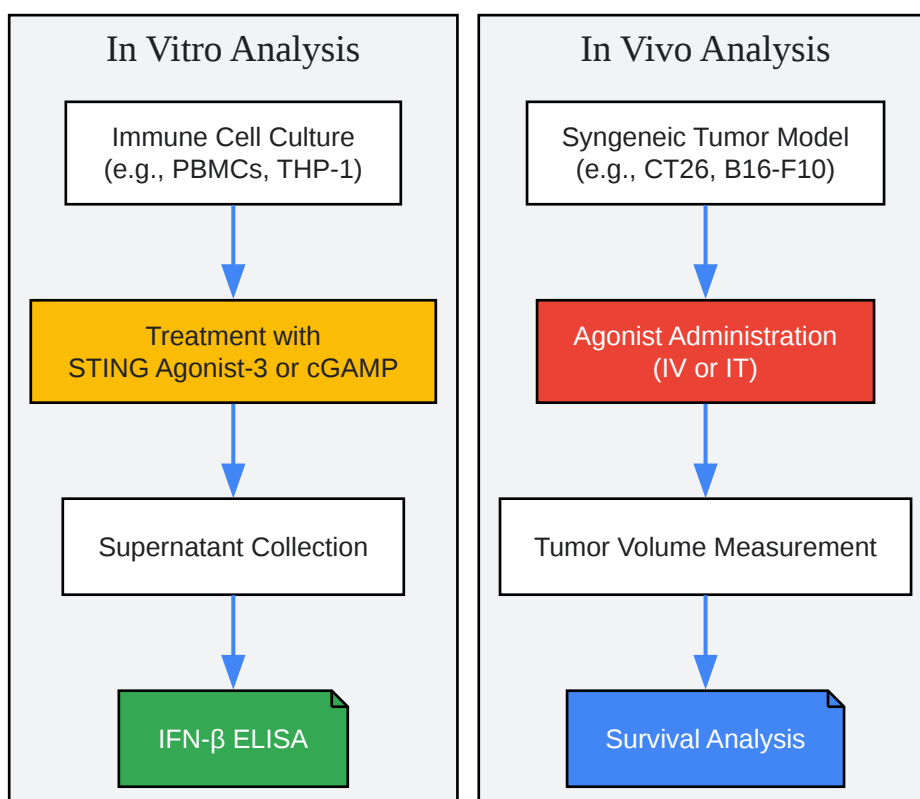 In Vitro Analysis
Immune Cell Culture
(e.g., PBMCs, THP-1)
Treatment with
STING Agonist-3 or cGAMP
Supernatant Collection
IFN-β ELISA
In Vivo Analysis
Syngeneic Tumor Model
(e.g., CT26, B16-F10)
Agonist Administration
(IV or IT)
Tumor Volume Measurement
Survival Analysis